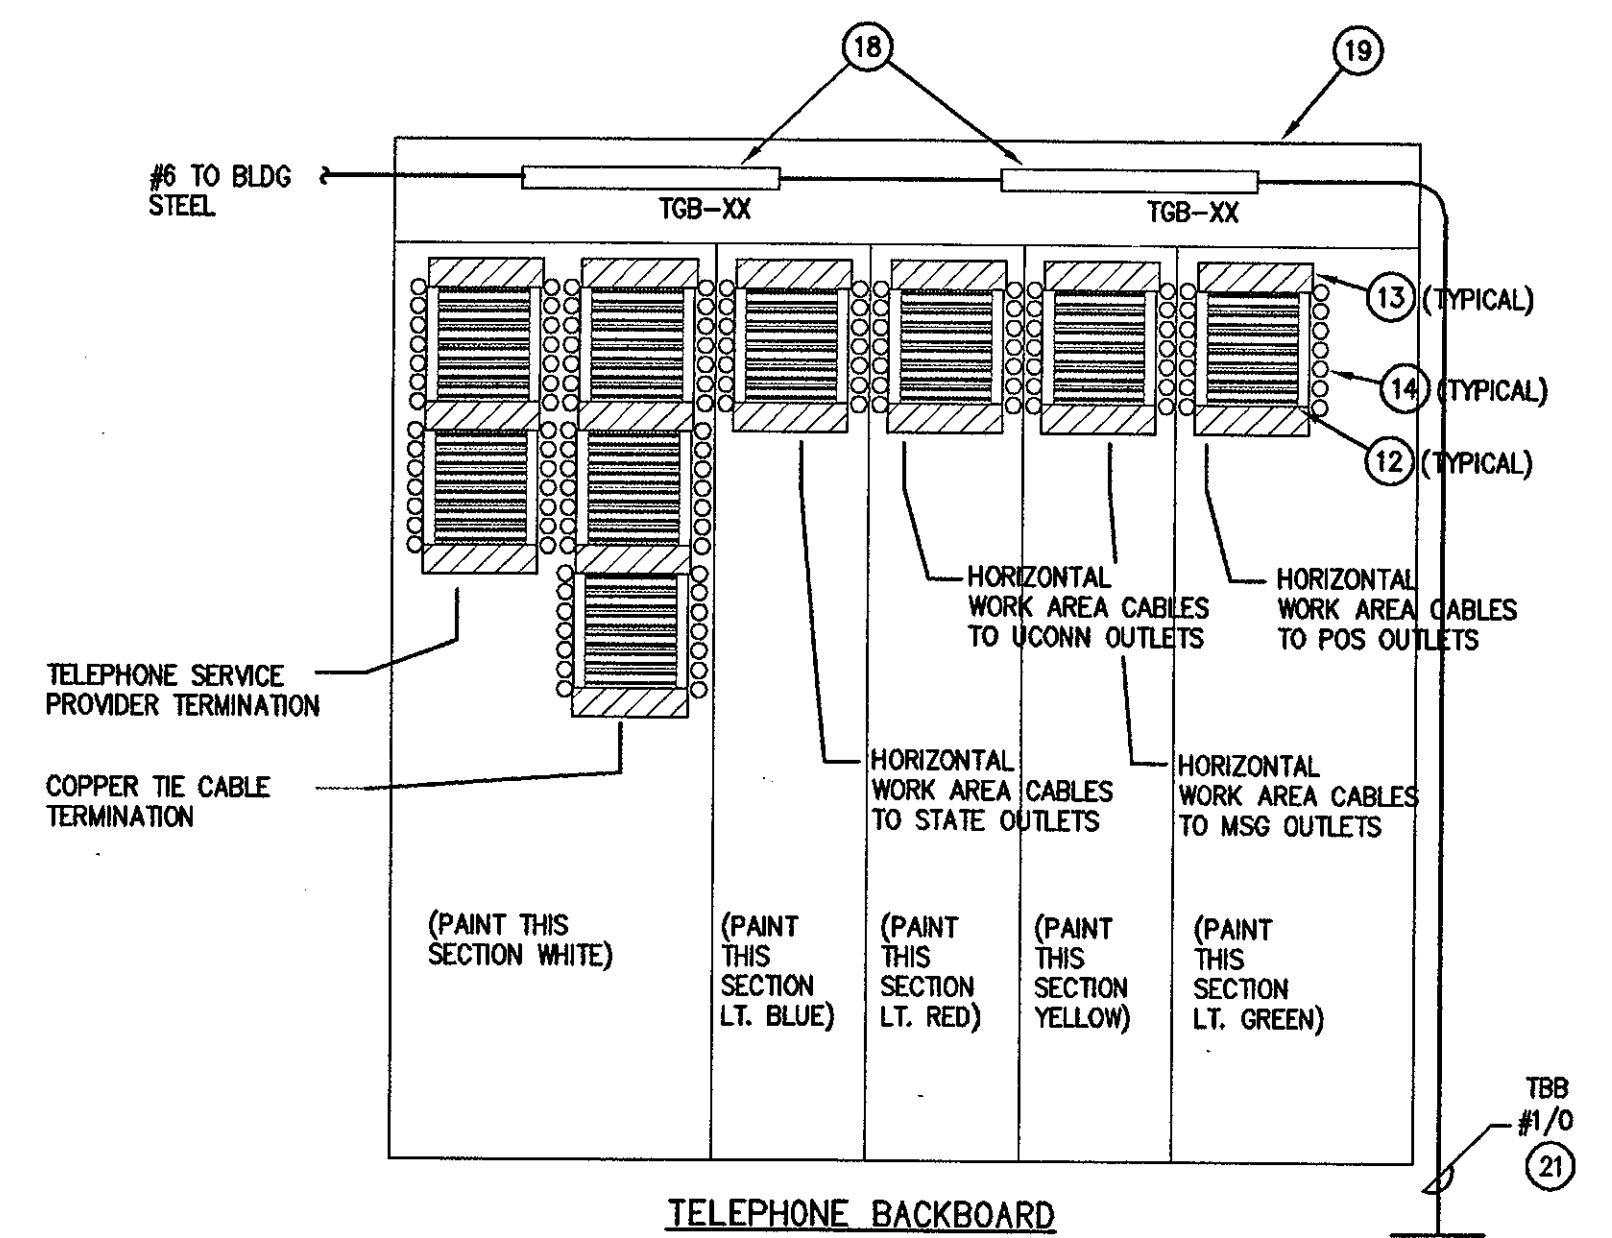 18
19
#6 TO BLDG
STEEL
TGB-XX
TGB-XX
13 (TYPICAL)
14 (TYPICAL)
12 (TYPICAL)
HORIZONTAL
WORK AREA CABLES
TO UCONN OUTLETS
HORIZONTAL
WORK AREA CABLES
TO POS OUTLETS
TELEPHONE SERVICE
PROVIDER TERMINATION
HORIZONTAL
WORK AREA CABLES
TO STATE OUTLETS
HORIZONTAL
WORK AREA CABLES
TO MSG OUTLETS
COPPER TIE CABLE
TERMINATION
(PAINT THIS
SECTION WHITE)
(PAINT
THIS
SECTION
LT. BLUE)
(PAINT
THIS
SECTION
LT. RED)
(PAINT
THIS
SECTION
YELLOW)
(PAINT
THIS
SECTION
LT. GREEN)
TBB
#1/0
21
TELEPHONE BACKBOARD